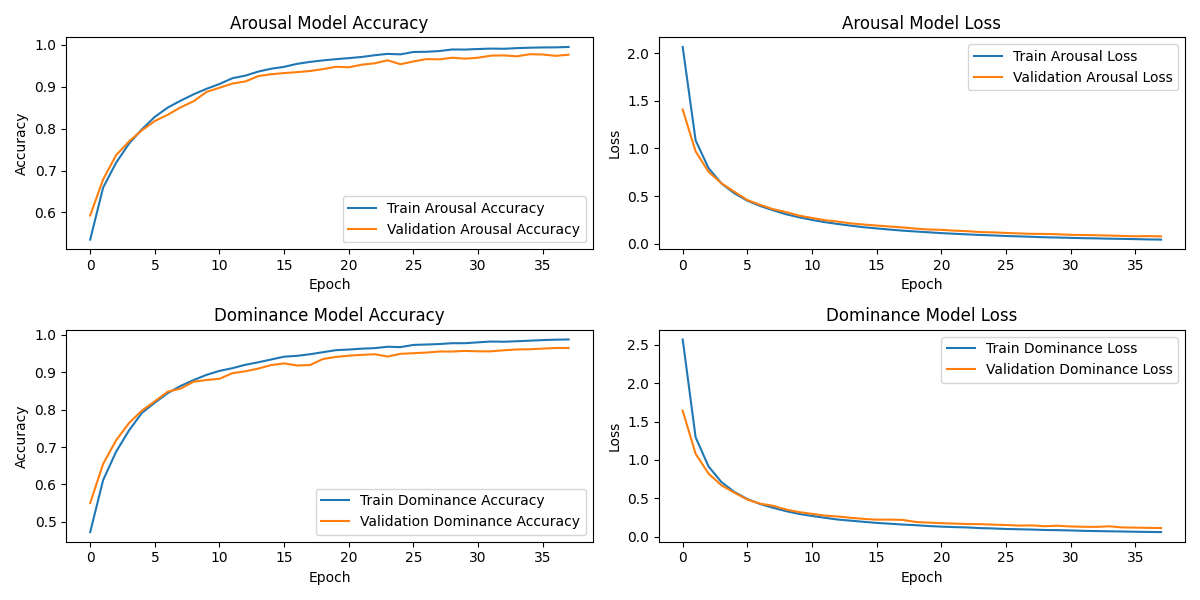 Arousal Model Accuracy
Accuracy
1.0
0.9
0.8
0.7
0.6
Train Arousal Accuracy
Validation Arousal Accuracy
0 5 10 15 20 25 30 35
Epoch
Arousal Model Loss
Loss
2.0
1.5
1.0
0.5
0.0
Train Arousal Loss
Validation Arousal Loss
0 5 10 15 20 25 30 35
Epoch
Dominance Model Accuracy
Accuracy
1.0
0.9
0.8
0.7
0.6
0.5
Train Dominance Accuracy
Validation Dominance Accuracy
0 5 10 15 20 25 30 35
Epoch
Dominance Model Loss
Loss
2.5
2.0
1.5
1.0
0.5
0.0
Train Dominance Loss
Validation Dominance Loss
0 5 10 15 20 25 30 35
Epoch